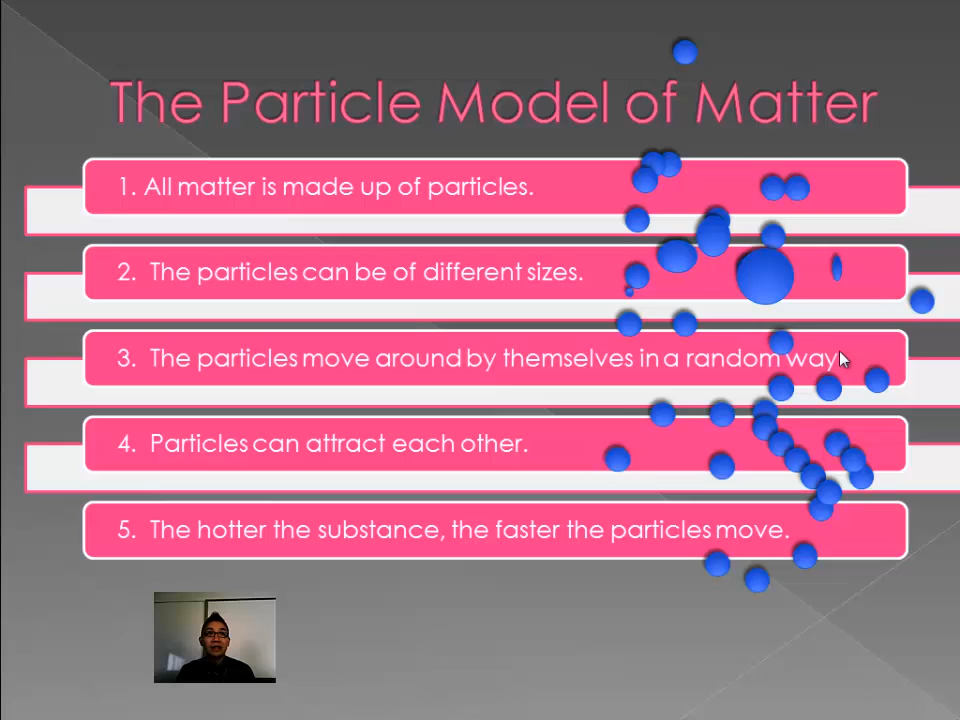 The Particle Model of Matter
1. All matter is made up of particles.
2. The particles can be of different sizes.
3. The particles move around by themselves in a random way.
4. Particles can attract each other.
5. The hotter the substance, the faster the particles move.